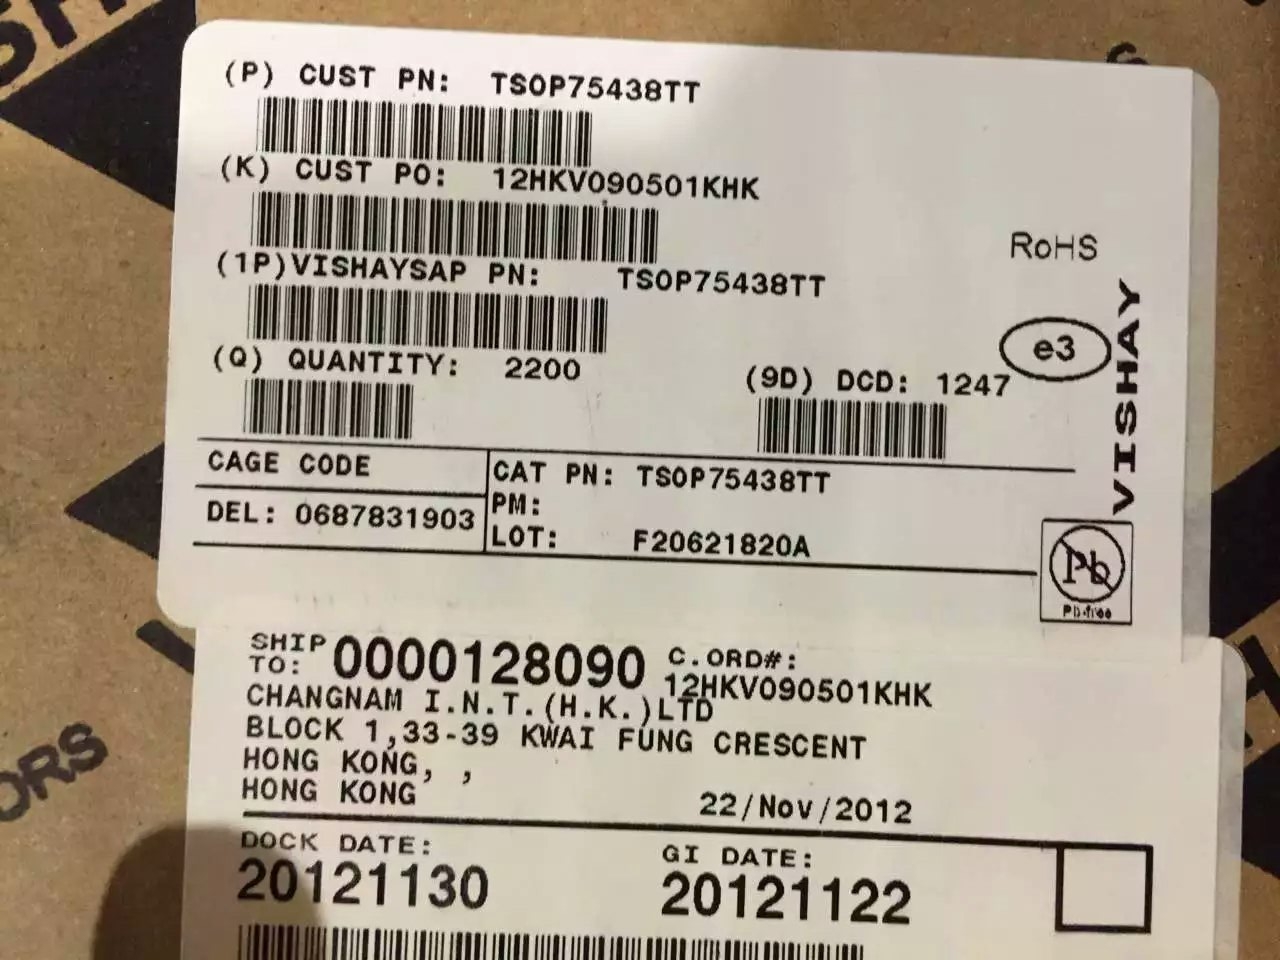 (P) CUST PN: TSOP75438TT
(K) CUST PO: 12HKV090501KHK
(1P)VISHAYSAP PN: TSOP75438TT
(Q) QUANTITY: 2200
(9D) DCD: 1247
RoHS
e3
VISHAY
CAGE CODE
DEL: 0687831903
CAT PN: TSOP75438TT
PM:
LOT: F20621820A
Pb
Pb-free
SHIP TO: 0000128090
C.ORD#:
12HKV090501KHK
CHANGNAM I.N.T.(H.K.)LTD
BLOCK 1,33-39 KWAI FUNG CRESCENT
HONG KONG, ,
HONG KONG
22/Nov/2012
DOCK DATE:
20121130
GI DATE:
20121122
ORS